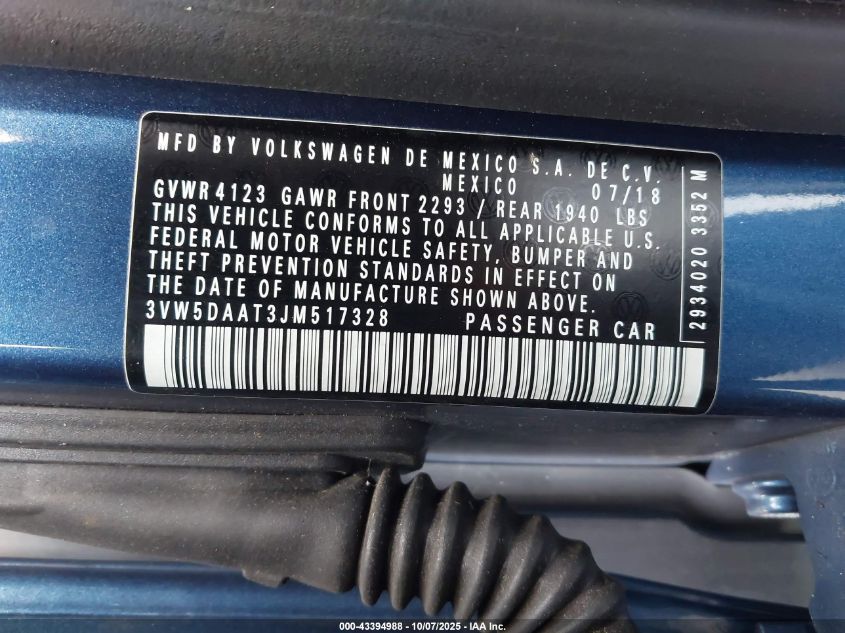 MFD BY VOLKSWAGEN DE MEXICO S.A. DE C.V.
MEXICO 07/18
GVWR 4123 GAWR FRONT 2293 / REAR 1940 LBS
THIS VEHICLE CONFORMS TO ALL APPLICABLE U.S.
FEDERAL MOTOR VEHICLE SAFETY, BUMPER AND
THEFT PREVENTION STANDARDS IN EFFECT ON
THE DATE OF MANUFACTURE SHOWN ABOVE.
3VW5DAAT3JM517328 PASSENGER CAR
2934020 3352 M
000-43394988 - 10/07/2025 - IAA Inc.